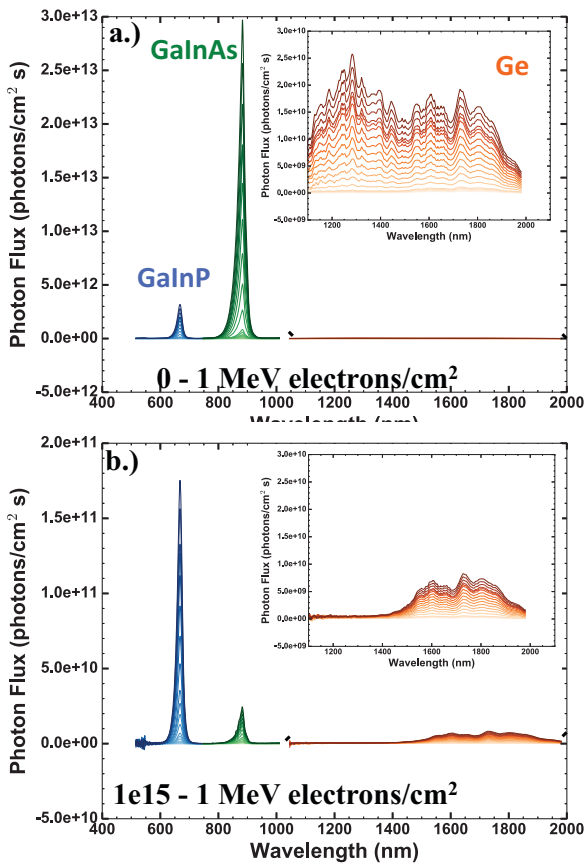 a.)
GaInAs
GaInP
Ge
0 - 1 MeV electrons/cm²
Photon Flux (photons/cm² s)
3.0e+13
2.5e+13
2.0e+13
1.5e+13
1.0e+13
5.0e+12
0.0e+00
-5.0e+12
400 600 800 1000 1200 1400 1600 1800 2000
Wavelength (nm)
Photon Flux (photons/cm² s)
3.0e+10
2.5e+10
2.0e+10
1.5e+10
1.0e+10
5.0e+09
0.0e+00
-5.0e+09
1200 1400 1600 1800 2000
Wavelength (nm)
b.)
1e15 - 1 MeV electrons/cm²
Photon Flux (photons/cm² s)
2.0e+11
1.5e+11
1.0e+11
5.0e+10
0.0e+00
-5.0e+10
400 600 800 1000 1200 1400 1600 1800 2000
Wavelength (nm)
Photon Flux (photons/cm² s)
3.0e+10
2.5e+10
2.0e+10
1.5e+10
1.0e+10
5.0e+09
0.0e+00
-5.0e+09
1200 1400 1600 1800 2000
Wavelength (nm)